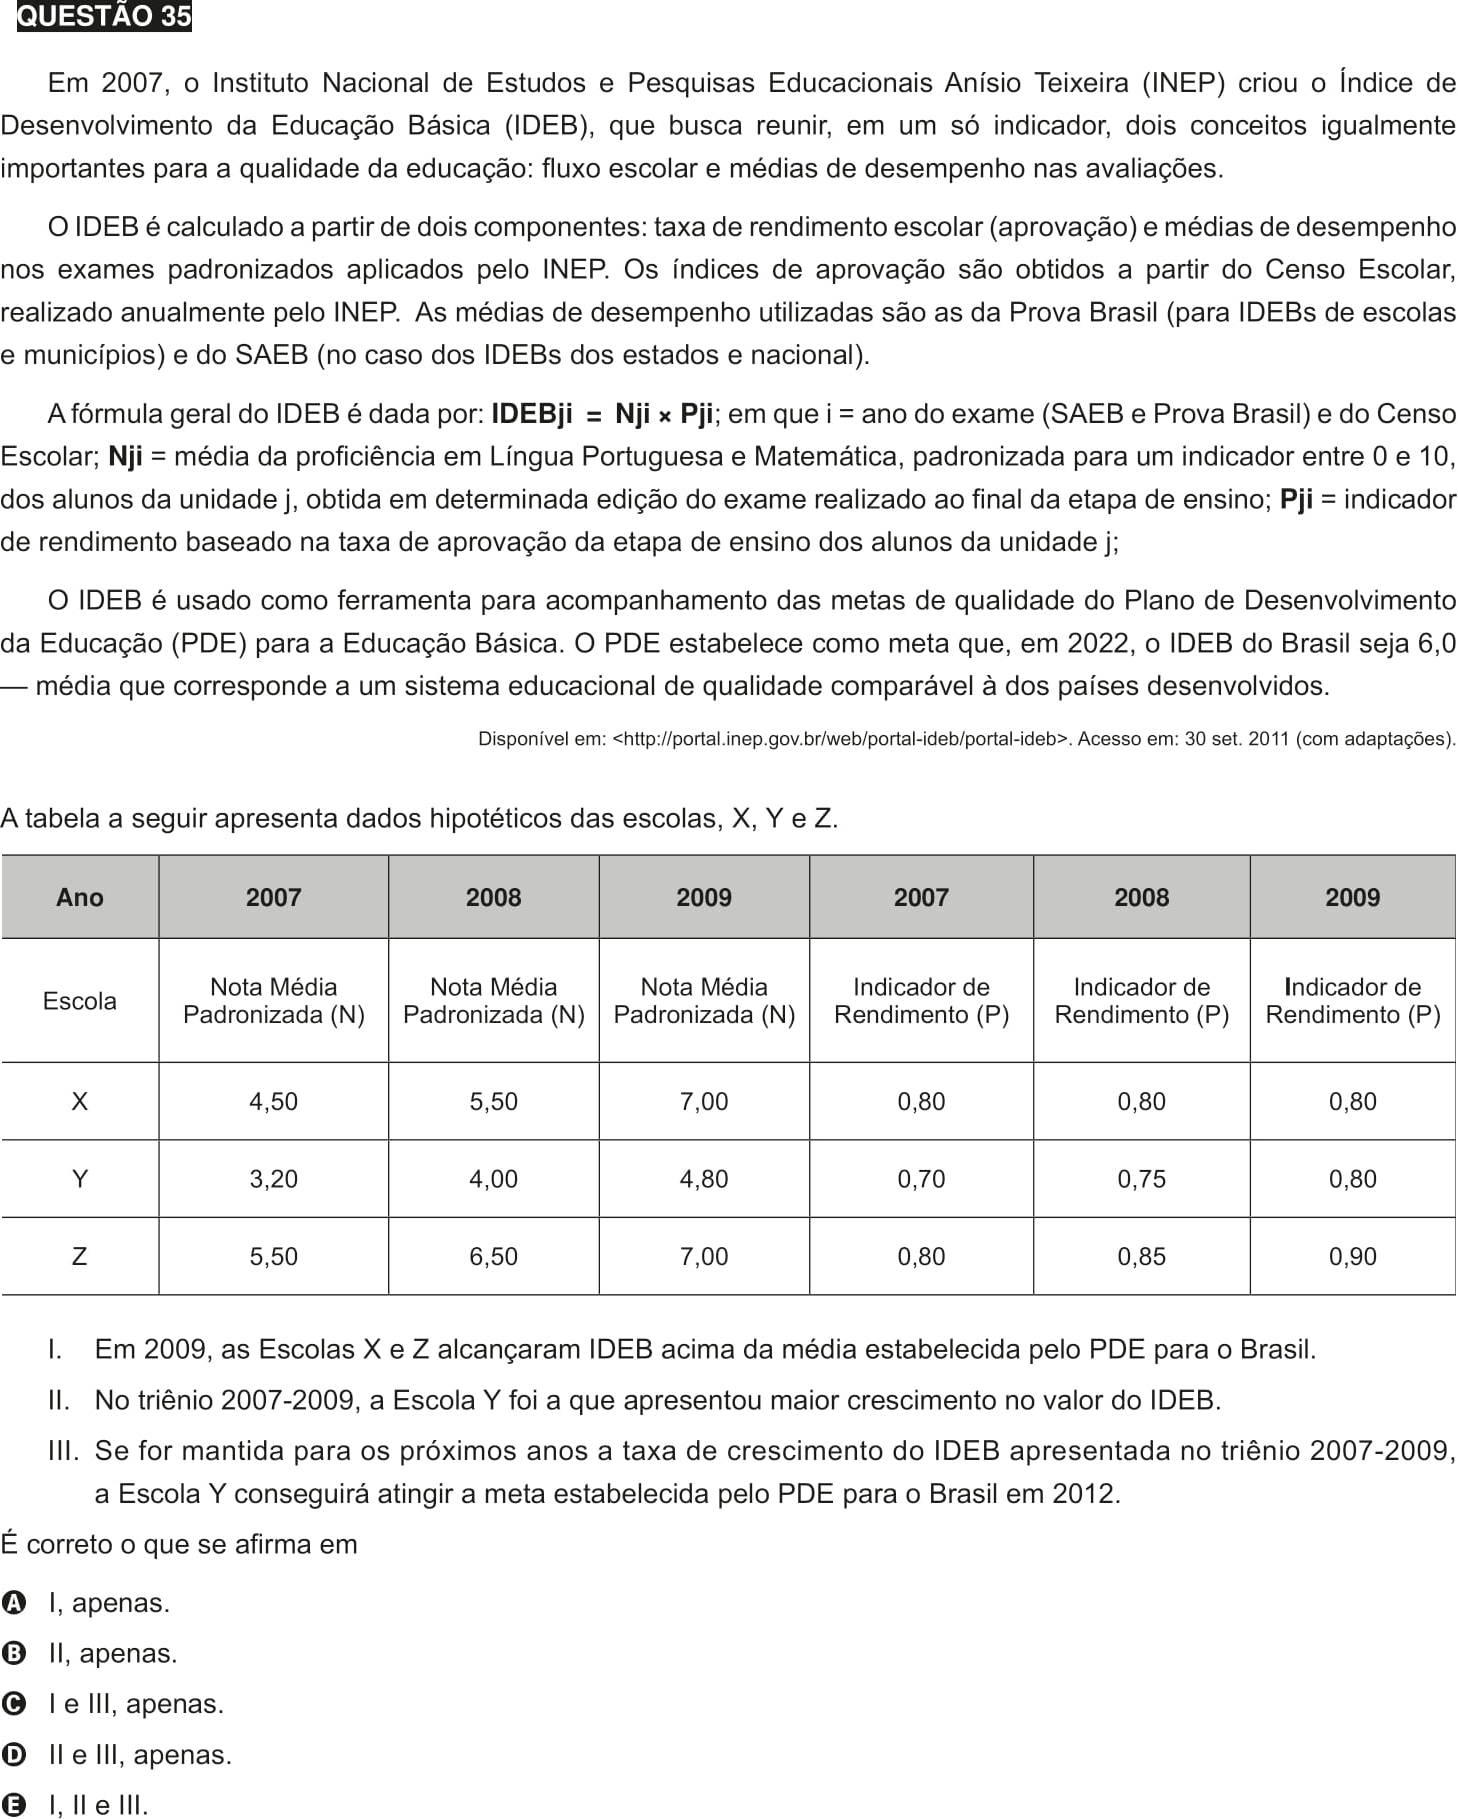 QUESTÃO 35
Em 2007, o Instituto Nacional de Estudos e Pesquisas Educacionais Anísio Teixeira (INEP) criou o Índice de
Desenvolvimento da Educação Básica (IDEB), que busca reunir, em um só indicador, dois conceitos igualmente
importantes para a qualidade da educação: fluxo escolar e médias de desempenho nas avaliações.
O IDEB é calculado a partir de dois componentes: taxa de rendimento escolar (aprovação) e médias de desempenho
nos exames padronizados aplicados pelo INEP. Os índices de aprovação são obtidos a partir do Censo Escolar,
realizado anualmente pelo INEP. As médias de desempenho utilizadas são as da Prova Brasil (para IDEBs de escolas
e municípios) e do SAEB (no caso dos IDEBs dos estados e nacional).
A fórmula geral do IDEB é dada por: IDEBji = Nji × Pji; em que i = ano do exame (SAEB e Prova Brasil) e do Censo
Escolar; Nji = média da proficiência em Língua Portuguesa e Matemática, padronizada para um indicador entre 0 e 10,
dos alunos da unidade j, obtida em determinada edição do exame realizado ao final da etapa de ensino; Pji = indicador
de rendimento baseado na taxa de aprovação da etapa de ensino dos alunos da unidade j;
O IDEB é usado como ferramenta para acompanhamento das metas de qualidade do Plano de Desenvolvimento
da Educação (PDE) para a Educação Básica. O PDE estabelece como meta que, em 2022, o IDEB do Brasil seja 6,0
— média que corresponde a um sistema educacional de qualidade comparável à dos países desenvolvidos.
Disponível em: <http://portal.inep.gov.br/web/portal-ideb/portal-ideb>. Acesso em: 30 set. 2011 (com adaptações).
A tabela a seguir apresenta dados hipotéticos das escolas, X, Y e Z.
Ano 2007 2008 2009 2007 2008 2009
Escola Nota Média Padronizada (N) Nota Média Padronizada (N) Nota Média Padronizada (N) Indicador de Rendimento (P) Indicador de Rendimento (P) Indicador de Rendimento (P)
X 4,50 5,50 7,00 0,80 0,80 0,80
Y 3,20 4,00 4,80 0,70 0,75 0,80
Z 5,50 6,50 7,00 0,80 0,85 0,90
I. Em 2009, as Escolas X e Z alcançaram IDEB acima da média estabelecida pelo PDE para o Brasil.
II. No triênio 2007-2009, a Escola Y foi a que apresentou maior crescimento no valor do IDEB.
III. Se for mantida para os próximos anos a taxa de crescimento do IDEB apresentada no triênio 2007-2009,
a Escola Y conseguirá atingir a meta estabelecida pelo PDE para o Brasil em 2012.
É correto o que se afirma em
A I, apenas.
B II, apenas.
C I e III, apenas.
D II e III, apenas.
E I, II e III.